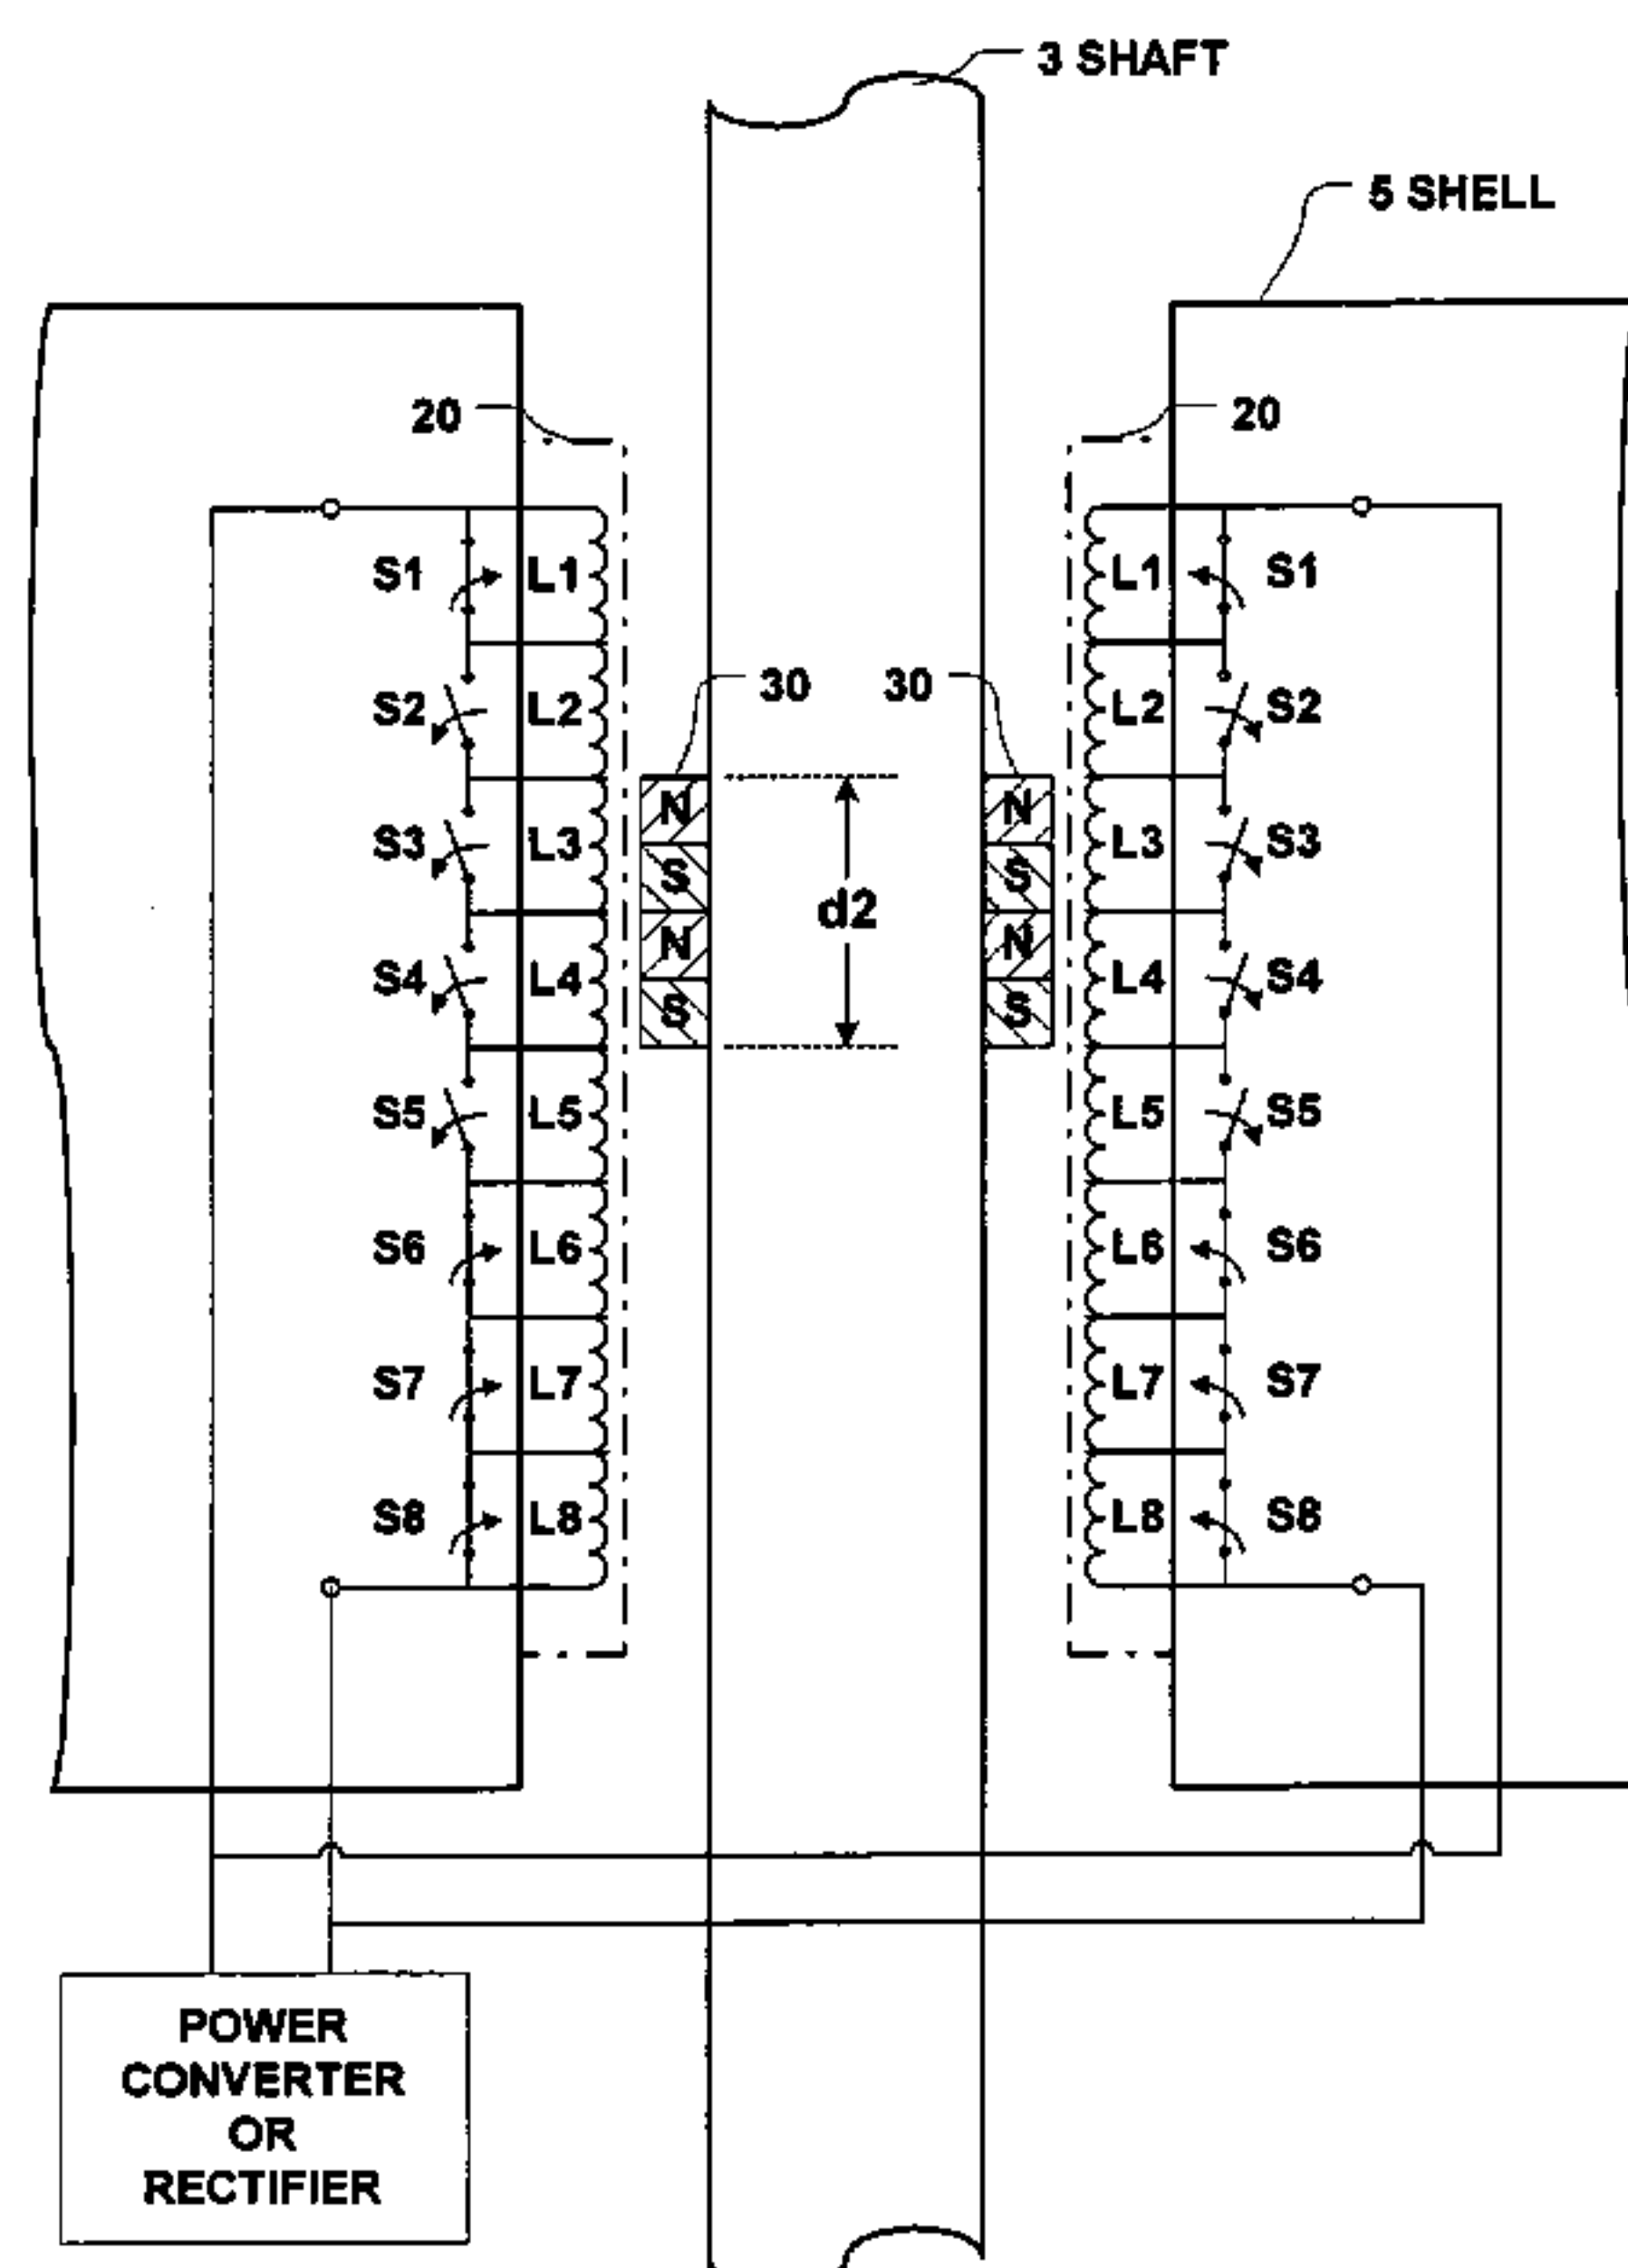 3 SHAFT
5 SHELL
20 20
S1 L1 L1 S1
30 30
S2 L2 L2 S2
N N
S3 L3 L3 S3
S S
d2
N N
S4 L4 L4 S4
S S
S5 L5 L5 S5
S6 L6 L6 S6
S7 L7 L7 S7
S8 L8 L8 S8
POWER
CONVERTER
OR
RECTIFIER